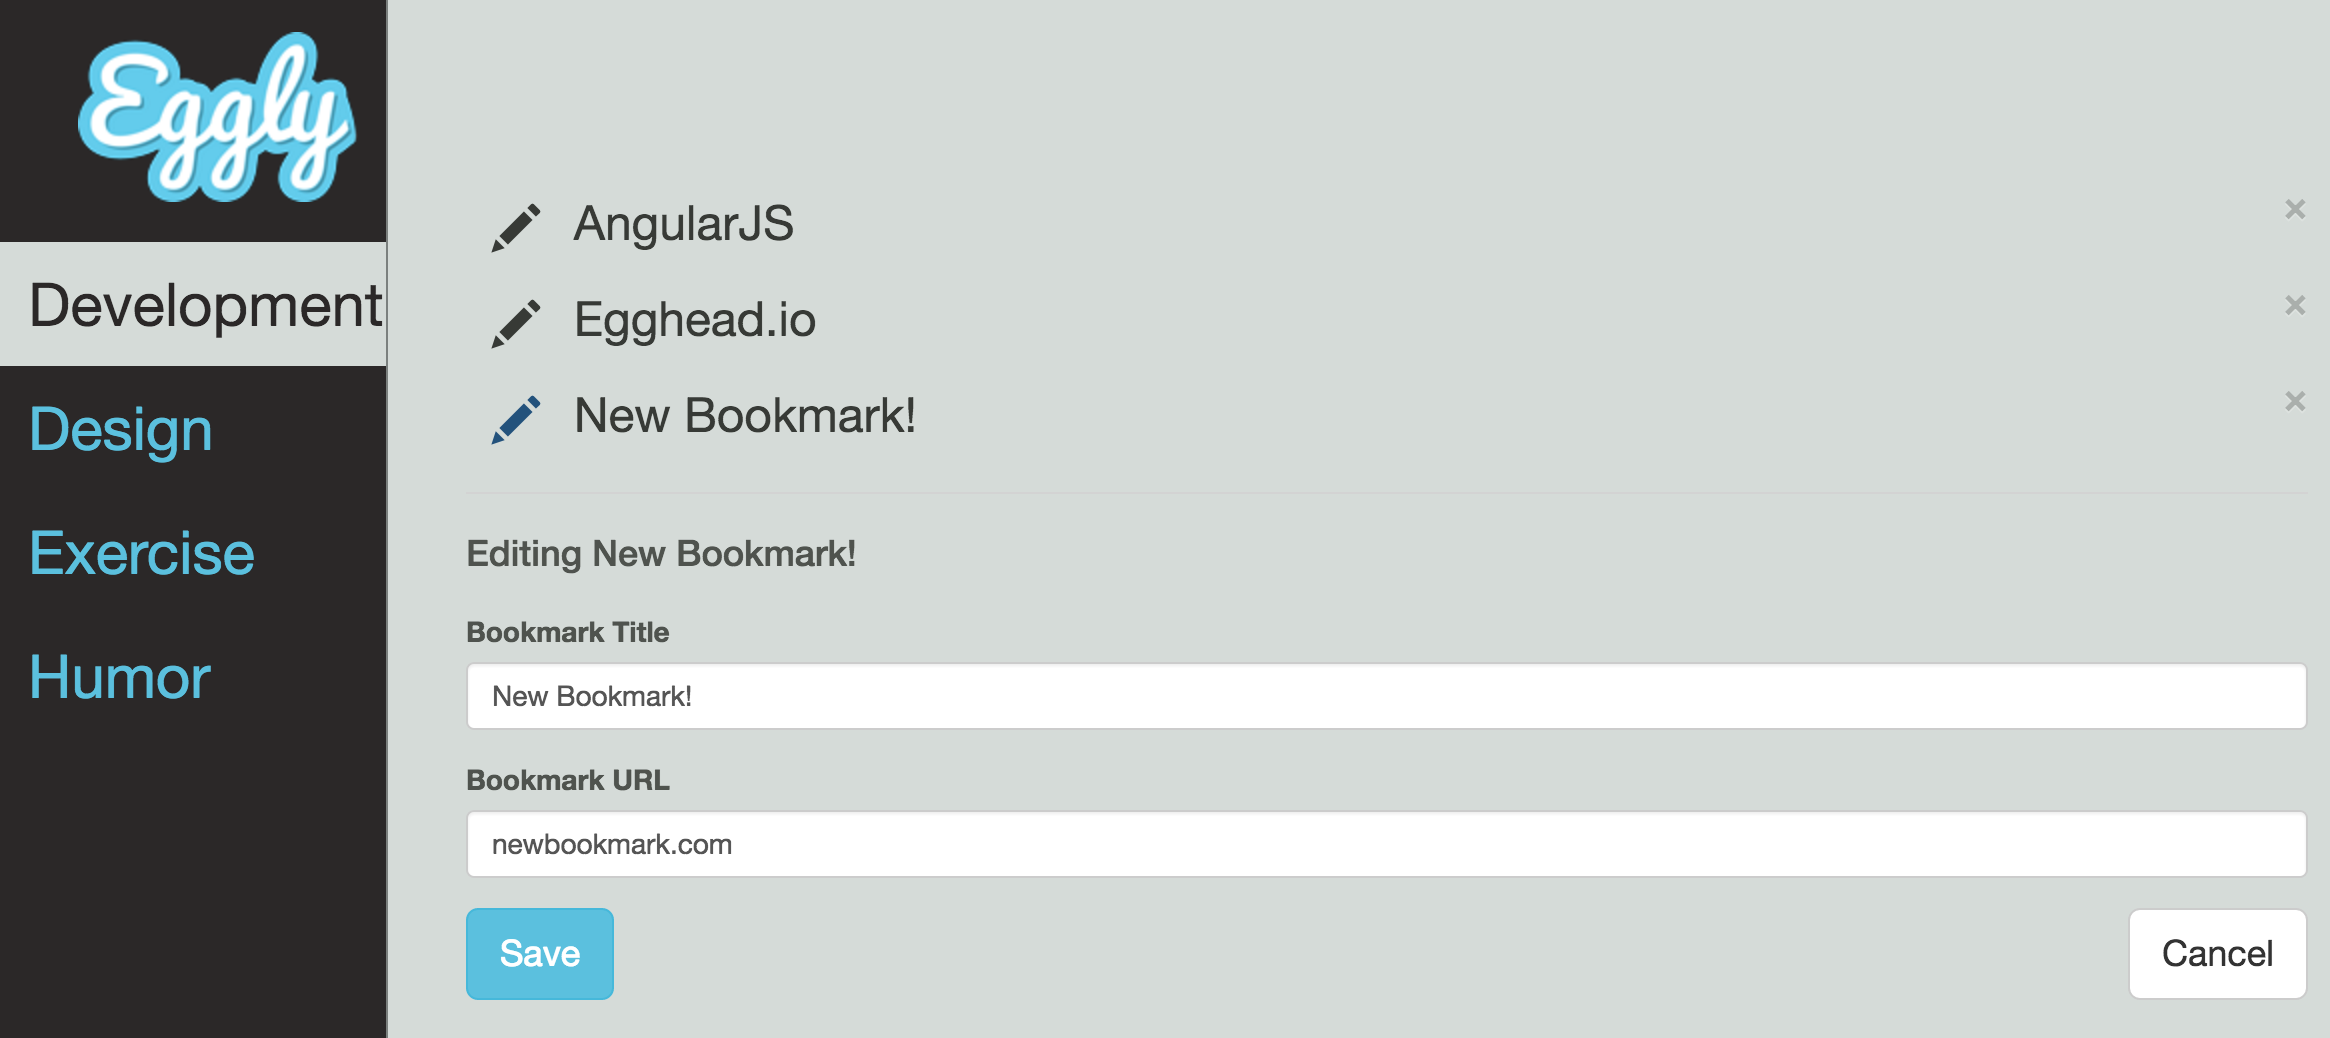 Eggly
Development
Design
Exercise
Humor
AngularJS
×
Egghead.io
×
New Bookmark!
×
Editing New Bookmark!
Bookmark Title
New Bookmark!
Bookmark URL
newbookmark.com
Save
Cancel